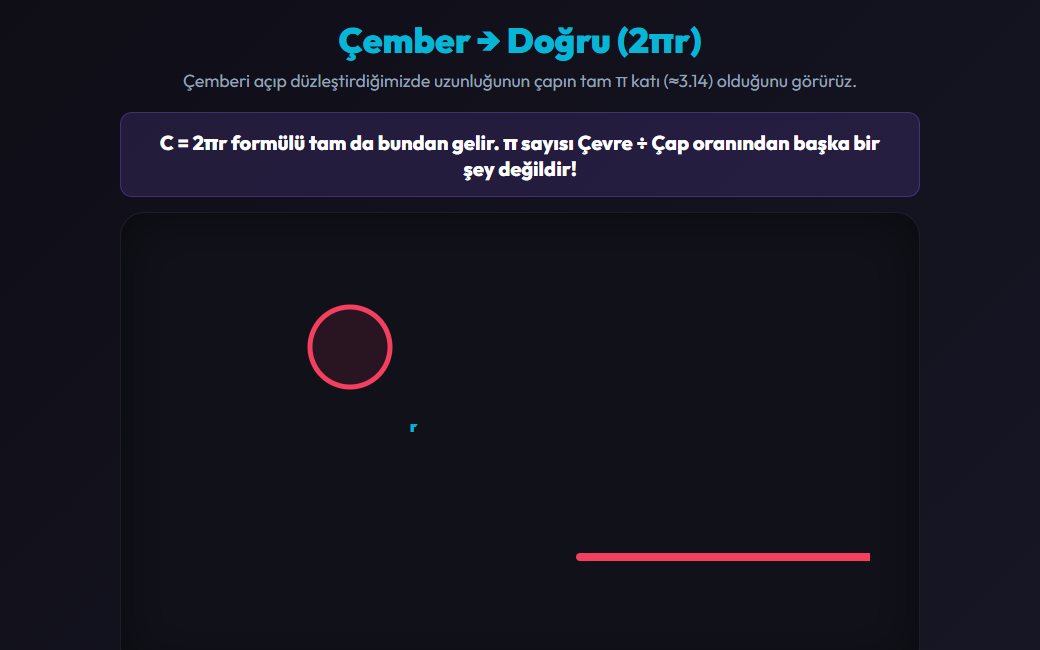 Çember → Doğru (2πr)
Çemberi açıp düzleştirdiğimizde uzunluğunun çapın tam π katı (≈3.14) olduğunu görürüz.
C = 2πr formülü tam da bundan gelir. π sayısı Çevre ÷ Çap oranından başka bir
şey değildir!
r